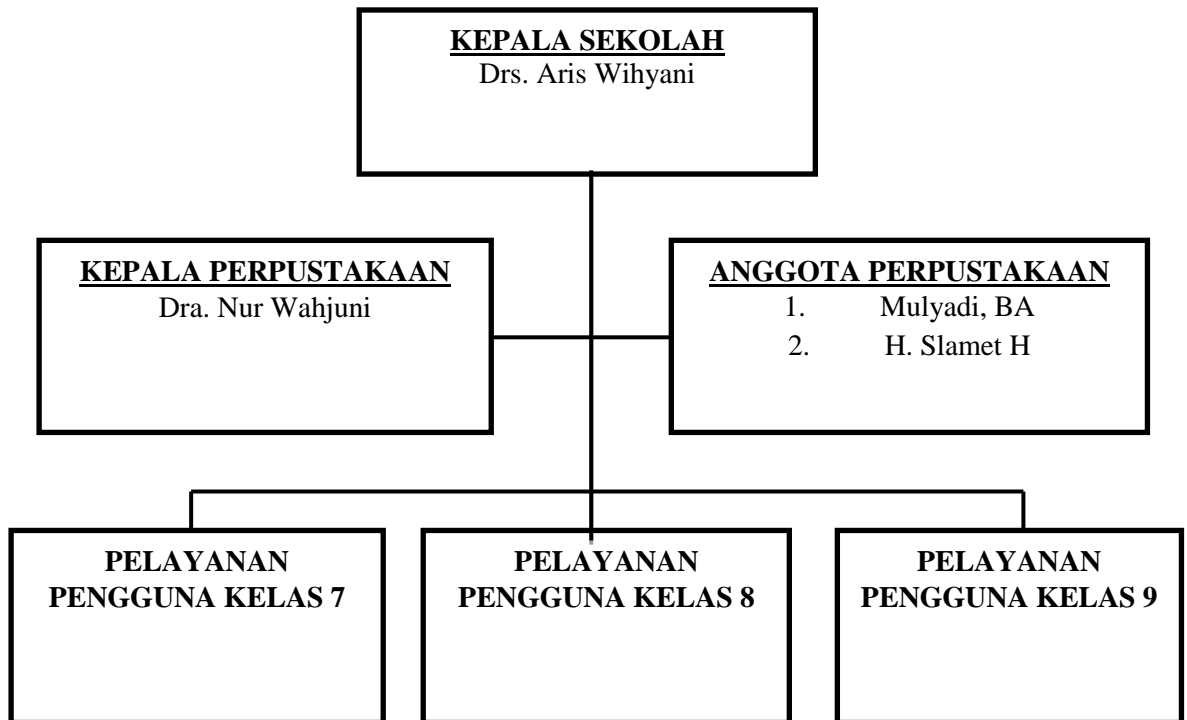 KEPALA SEKOLAH
Drs. Aris Wihyani
KEPALA PERPUSTAKAAN
Dra. Nur Wahjuni
ANGGOTA PERPUSTAKAAN
1. Mulyadi, BA
2. H. Slamet H
PELAYANAN
PENGGUNA KELAS 7
PELAYANAN
PENGGUNA KELAS 8
PELAYANAN
PENGGUNA KELAS 9